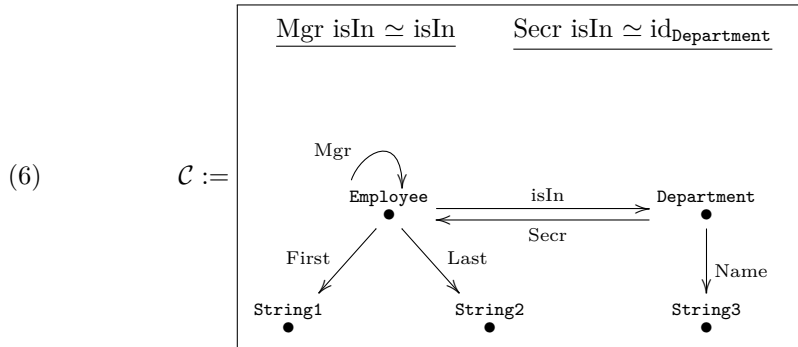 Mgr isIn ≃ isIn Secr isIn ≃ id_Department
Mgr
(6) C :=
Employee isIn Department
Secr
First Last Name
String1 String2 String3